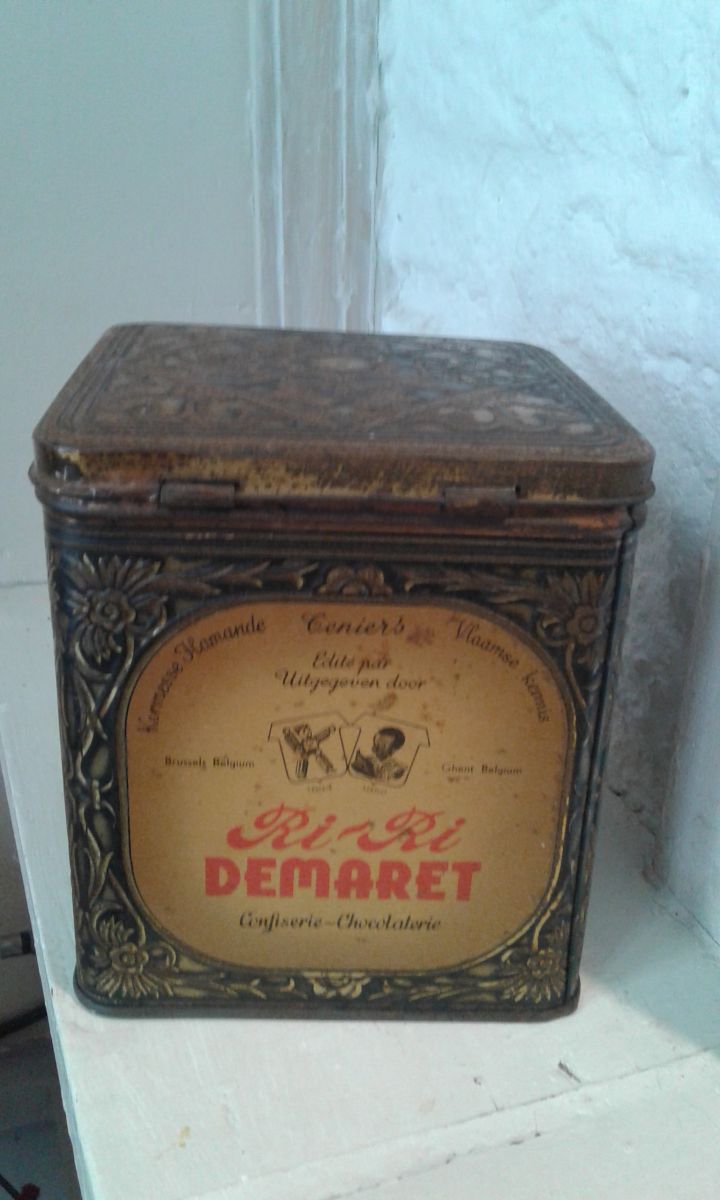 Kermesse Flamande Teniers Vlaamse kermis
Edité par
Uitgegeven door
Brussels Belgium Ghent Belgium
Ri-Ri
DEMARET
Confiserie-Chocolaterie